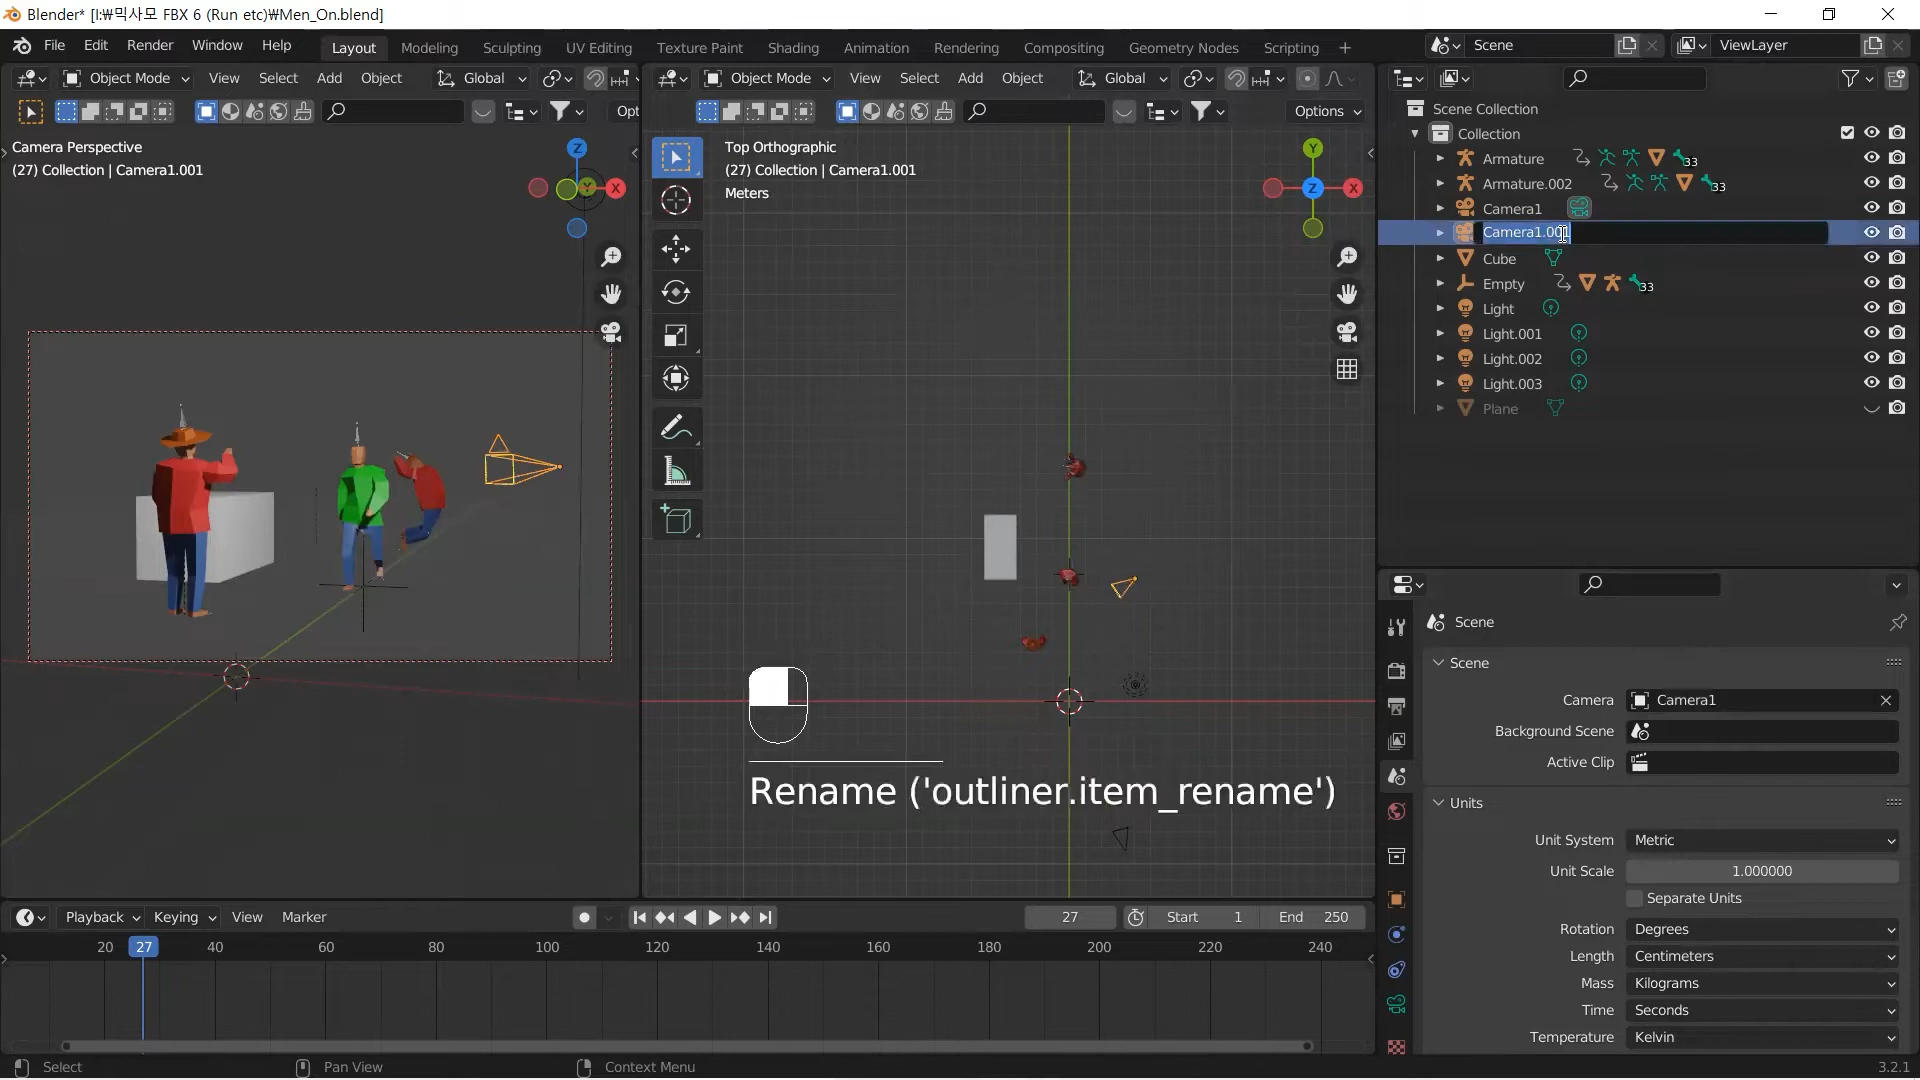 Blender* [I:₩믹사모 FBX 6 (Run etc)₩Men_On.blend]
File Edit Render Window Help Layout Modeling Sculpting UV Editing Texture Paint Shading Animation Rendering Compositing Geometry Nodes Scripting + Scene ViewLayer
Object Mode View Select Add Object Global
Object Mode View Select Add Object Global
Opt
Options
Camera Perspective
(27) Collection | Camera1.001
Z
Y
X
Top Orthographic
(27) Collection | Camera1.001
Meters
Y
Z
X
Scene Collection
Collection
Armature 33
Armature.002 33
Camera1
Camera1.001
Cube
Empty 33
Light
Light.001
Light.002
Light.003
Plane
Rename ('outliner.item_rename')
Scene
Scene
Camera Camera1
Background Scene
Active Clip
Units
Unit System Metric
Unit Scale 1.000000
Separate Units
Rotation Degrees
Length Centimeters
Mass Kilograms
Time Seconds
Temperature Kelvin
Playback Keying View Marker 27 Start 1 End 250
20 27 40 60 80 100 120 140 160 180 200 220 240
Select Pan View Context Menu 3.2.1